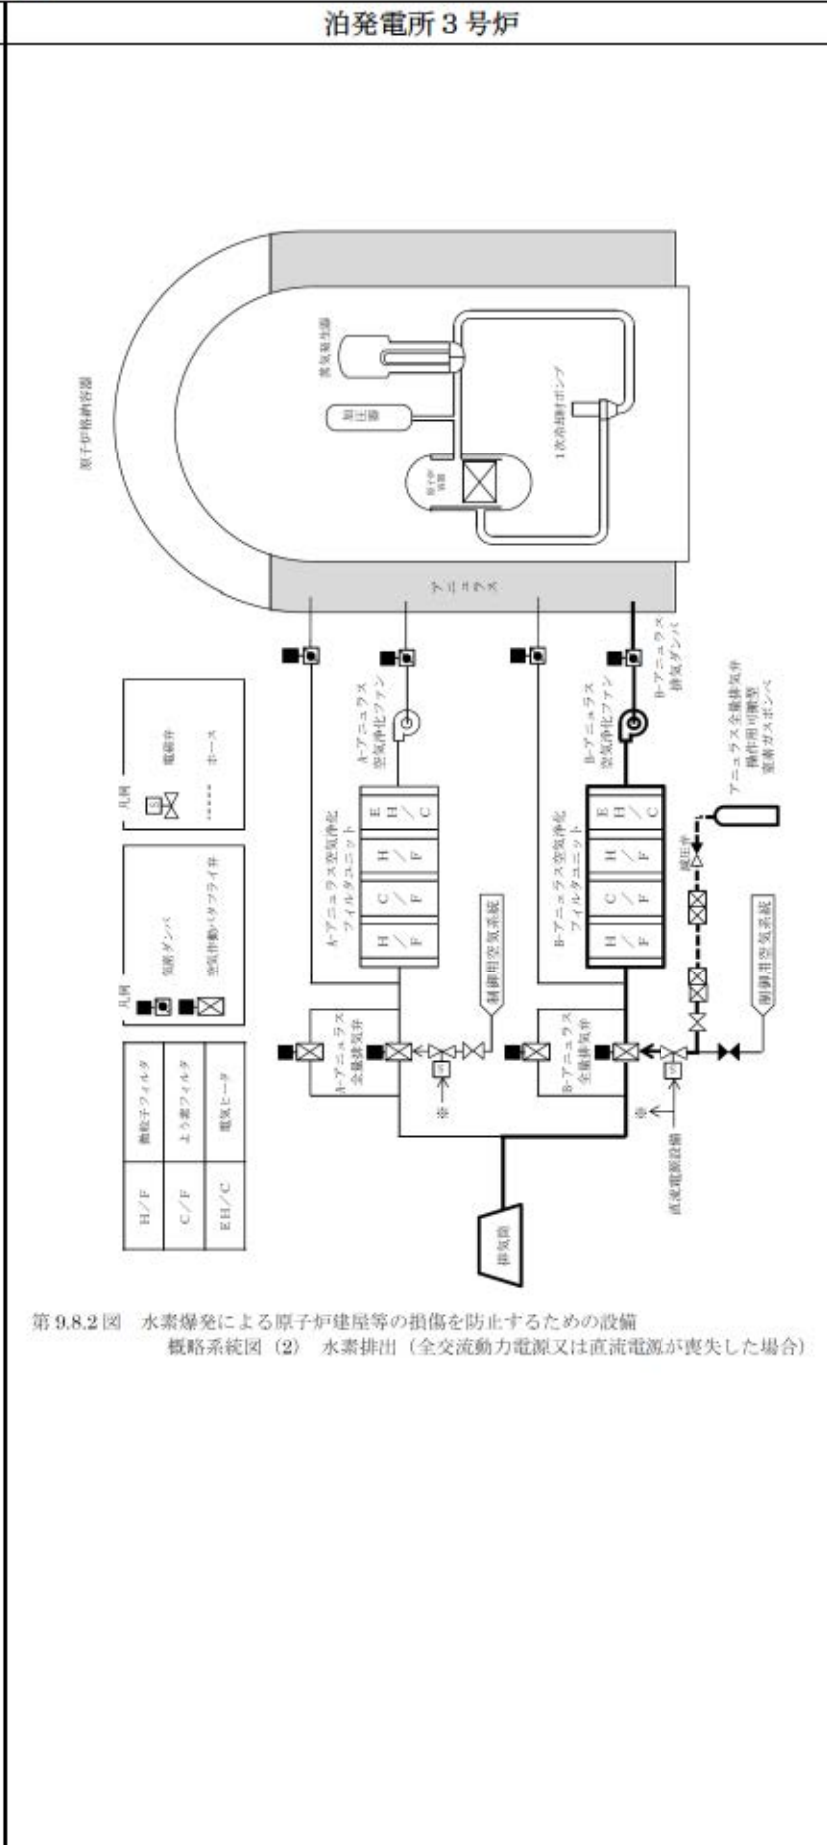 泊発電所3号炉
原子炉格納容器
蒸気発生器
加圧器
原子炉
容器
1次冷却材ポンプ
アニュラス
凡例
電磁弁
ホース
凡例
気密ダンパ
空気作動バタフライ弁
H/F 微粒子フィルタ
C/F よう素フィルタ
EH/C 電気ヒータ
A-アニュラス
空気浄化ファン
A-アニュラス空気浄化
フィルタユニット
H/F
C/F
H/F
EH/C
A-アニュラス
全量排気弁
制御用空気系統
S
※
B-アニュラス
排気ダンパ
B-アニュラス
空気浄化ファン
B-アニュラス空気浄化
フィルタユニット
H/F
C/F
H/F
EH/C
B-アニュラス
全量排気弁
アニュラス全量排気弁
操作用可搬型
窒素ガスボンベ
減圧弁
制御用空気系統
S
※
直流電源設備
排気筒
第 9.8.2 図 水素爆発による原子炉建屋等の損傷を防止するための設備
概略系統図(2) 水素排出(全交流動力電源又は直流電源が喪失した場合)